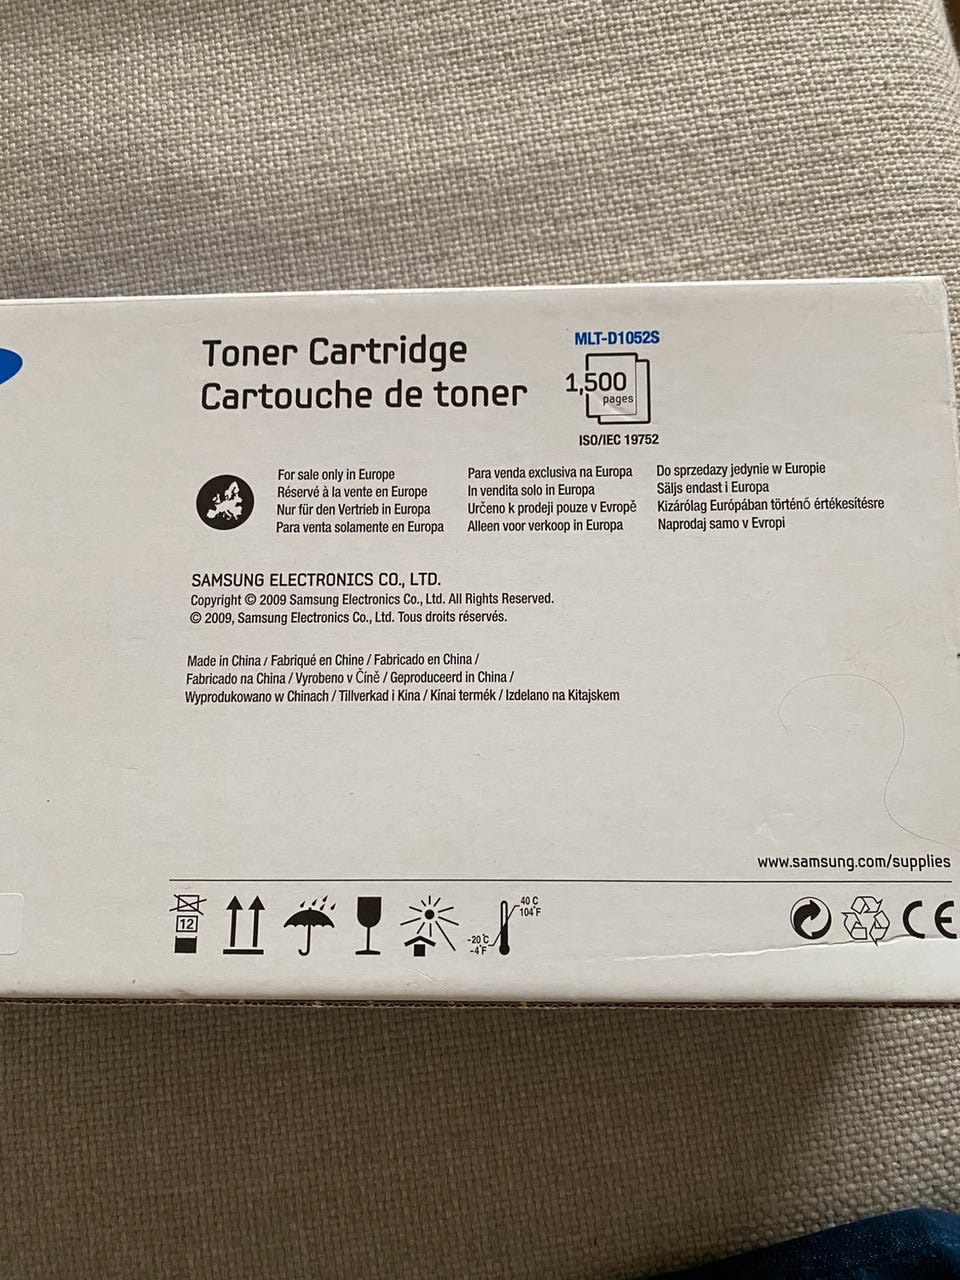 Toner Cartridge
Cartouche de toner
MLT-D1052S
1,500
pages
ISO/IEC 19752
For sale only in Europe
Réservé à la vente en Europe
Nur für den Vertrieb in Europa
Para venta solamente en Europa
Para venda exclusiva na Europa
In vendita solo in Europa
Určeno k prodeji pouze v Evropě
Alleen voor verkoop in Europa
Do sprzedazy jedynie w Europie
Säljs endast i Europa
Kizárólag Európában történő értékesítésre
Naprodaj samo v Evropi
SAMSUNG ELECTRONICS CO., LTD.
Copyright © 2009 Samsung Electronics Co., Ltd. All Rights Reserved.
© 2009, Samsung Electronics Co., Ltd. Tous droits réservés.
Made in China / Fabriqué en Chine / Fabricado en China /
Fabricado na China / Vyrobeno v Číně / Geproduceerd in China /
Wyprodukowano w Chinach / Tillverkad i Kina / Kínai termék / Izdelano na Kitajskem
www.samsung.com/supplies
12
40 C
104°F
-20°C
-4°F
CE